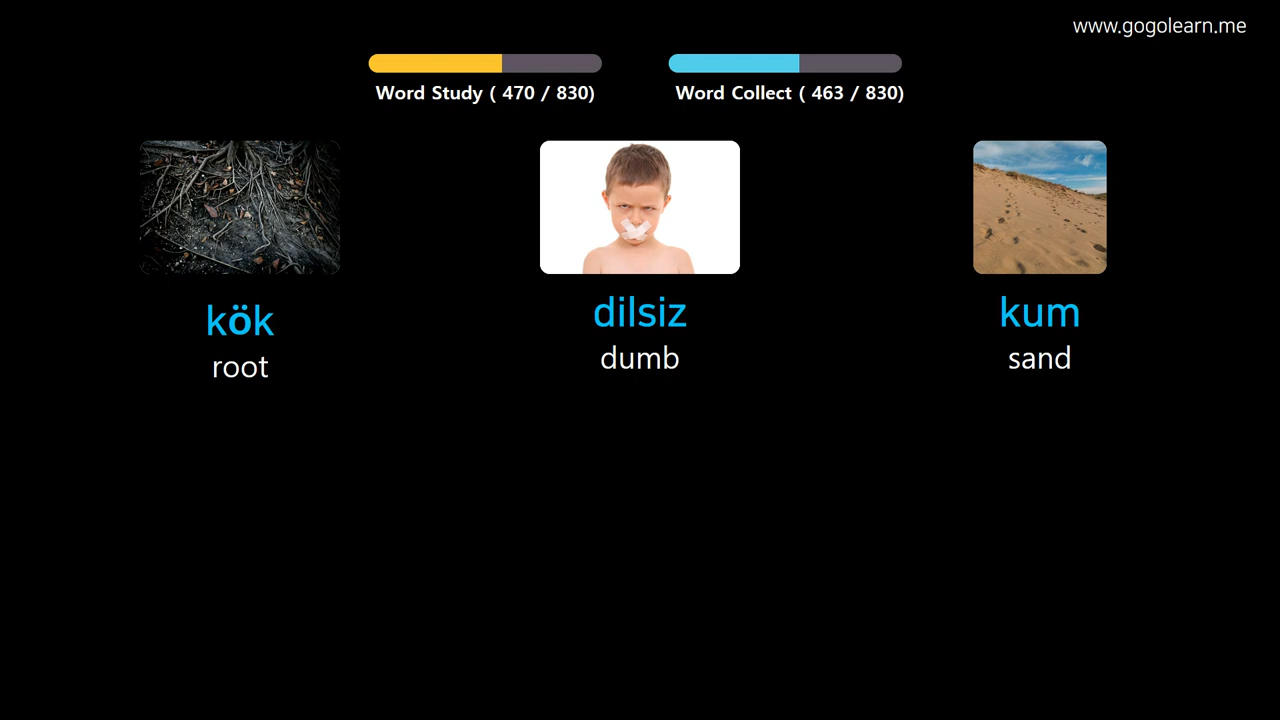 www.gogolearn.me
Word Study ( 470 / 830)
Word Collect ( 463 / 830)
kök
root
dilsiz
dumb
kum
sand